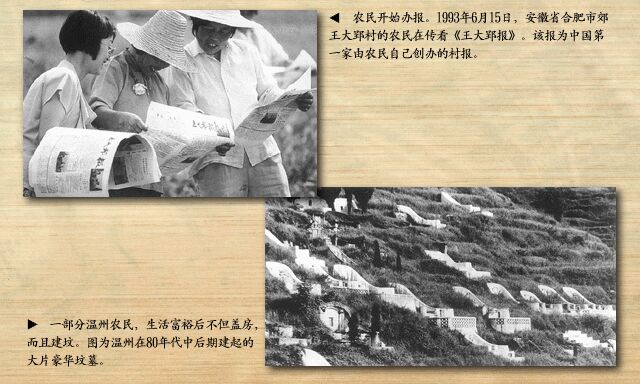 ◀ 农民开始办报。1993年6月15日，安徽省合肥市郊
王大郢村的农民在传看《王大郢报》。该报为中国第
一家由农民自己创办的村报。
▶ 一部分温州农民，生活富裕后不但盖房，
而且建坟。图为温州在80年代中后期建起的
大片豪华坟墓。